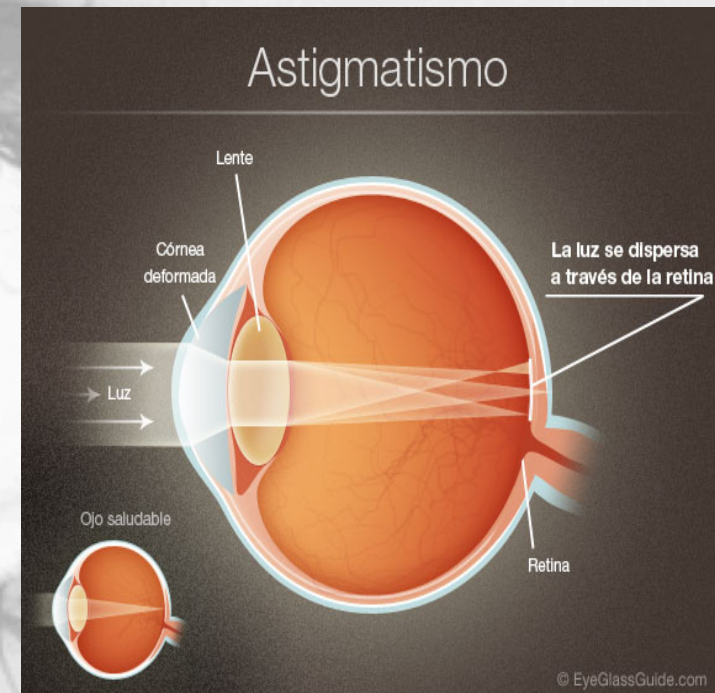 Astigmatismo
Lente
Córnea
deformada
La luz se dispersa
a través de la retina
Luz
Ojo saludable
Retina
© EyeGlassGuide.com